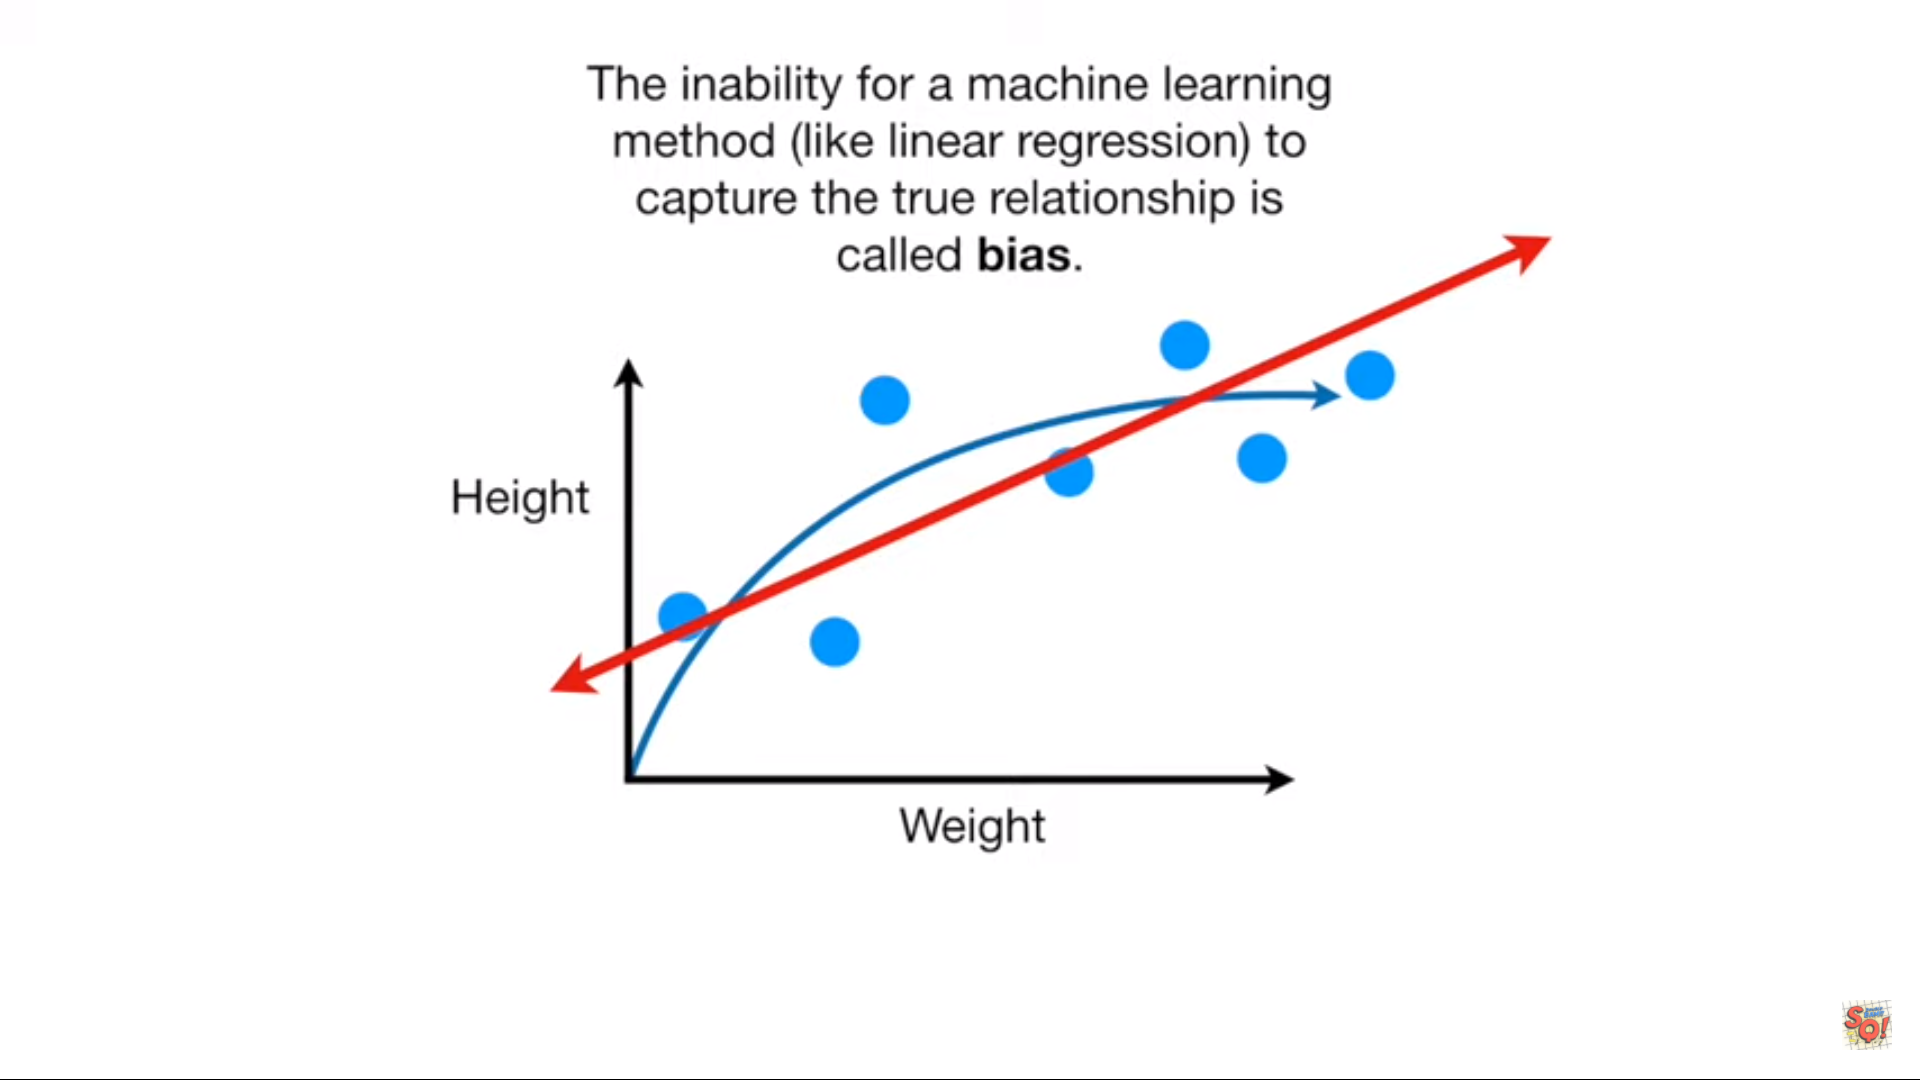 The inability for a machine learning
method (like linear regression) to
capture the true relationship is
called bias.
Height
Weight
SQ!